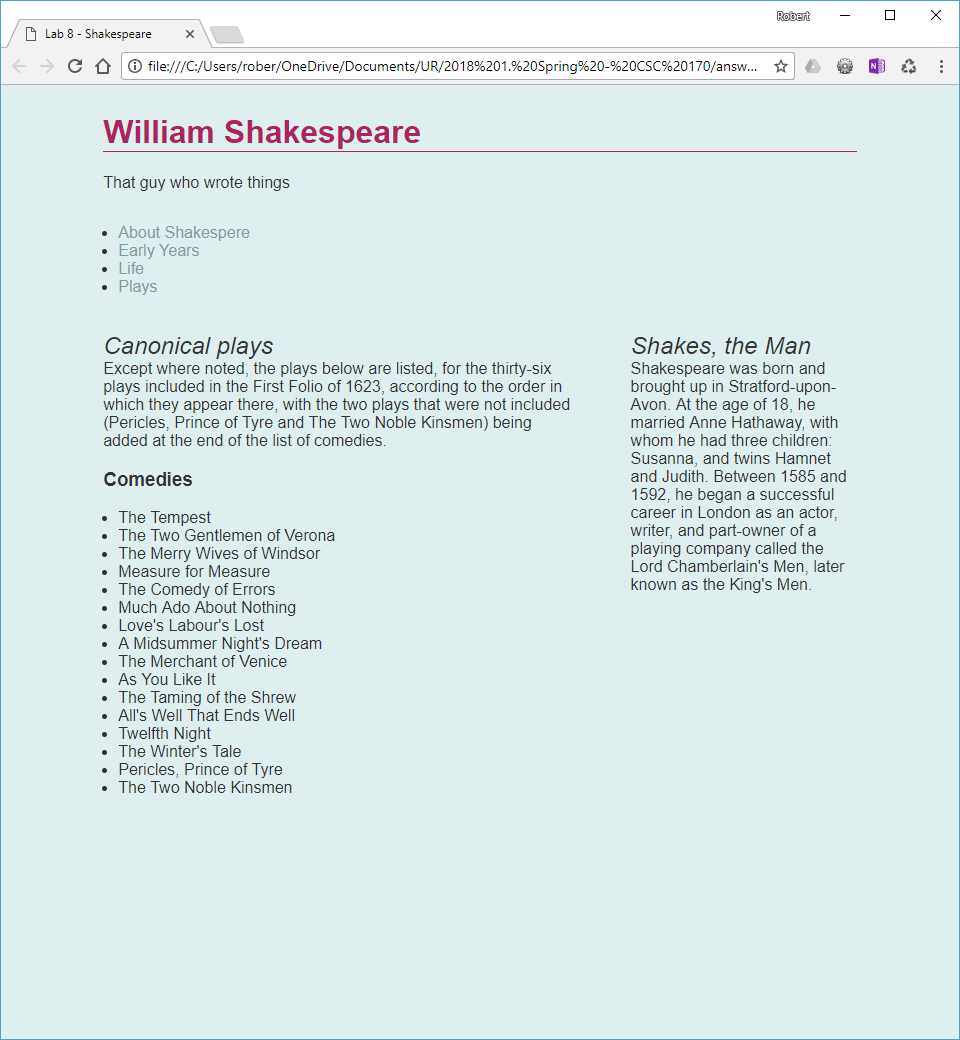 Robert
Lab 8 - Shakespeare
file:///C:/Users/rober/OneDrive/Documents/UR/2018%201.%20Spring%20-%20CSC%20170/answ...
William Shakespeare
That guy who wrote things
About Shakespere
Early Years
Life
Plays
Canonical plays
Except where noted, the plays below are listed, for the thirty-six
plays included in the First Folio of 1623, according to the order in
which they appear there, with the two plays that were not included
(Pericles, Prince of Tyre and The Two Noble Kinsmen) being
added at the end of the list of comedies.
Comedies
The Tempest
The Two Gentlemen of Verona
The Merry Wives of Windsor
Measure for Measure
The Comedy of Errors
Much Ado About Nothing
Love's Labour's Lost
A Midsummer Night's Dream
The Merchant of Venice
As You Like It
The Taming of the Shrew
All's Well That Ends Well
Twelfth Night
The Winter's Tale
Pericles, Prince of Tyre
The Two Noble Kinsmen
Shakes, the Man
Shakespeare was born and
brought up in Stratford-upon-
Avon. At the age of 18, he
married Anne Hathaway, with
whom he had three children:
Susanna, and twins Hamnet
and Judith. Between 1585 and
1592, he began a successful
career in London as an actor,
writer, and part-owner of a
playing company called the
Lord Chamberlain's Men, later
known as the King's Men.